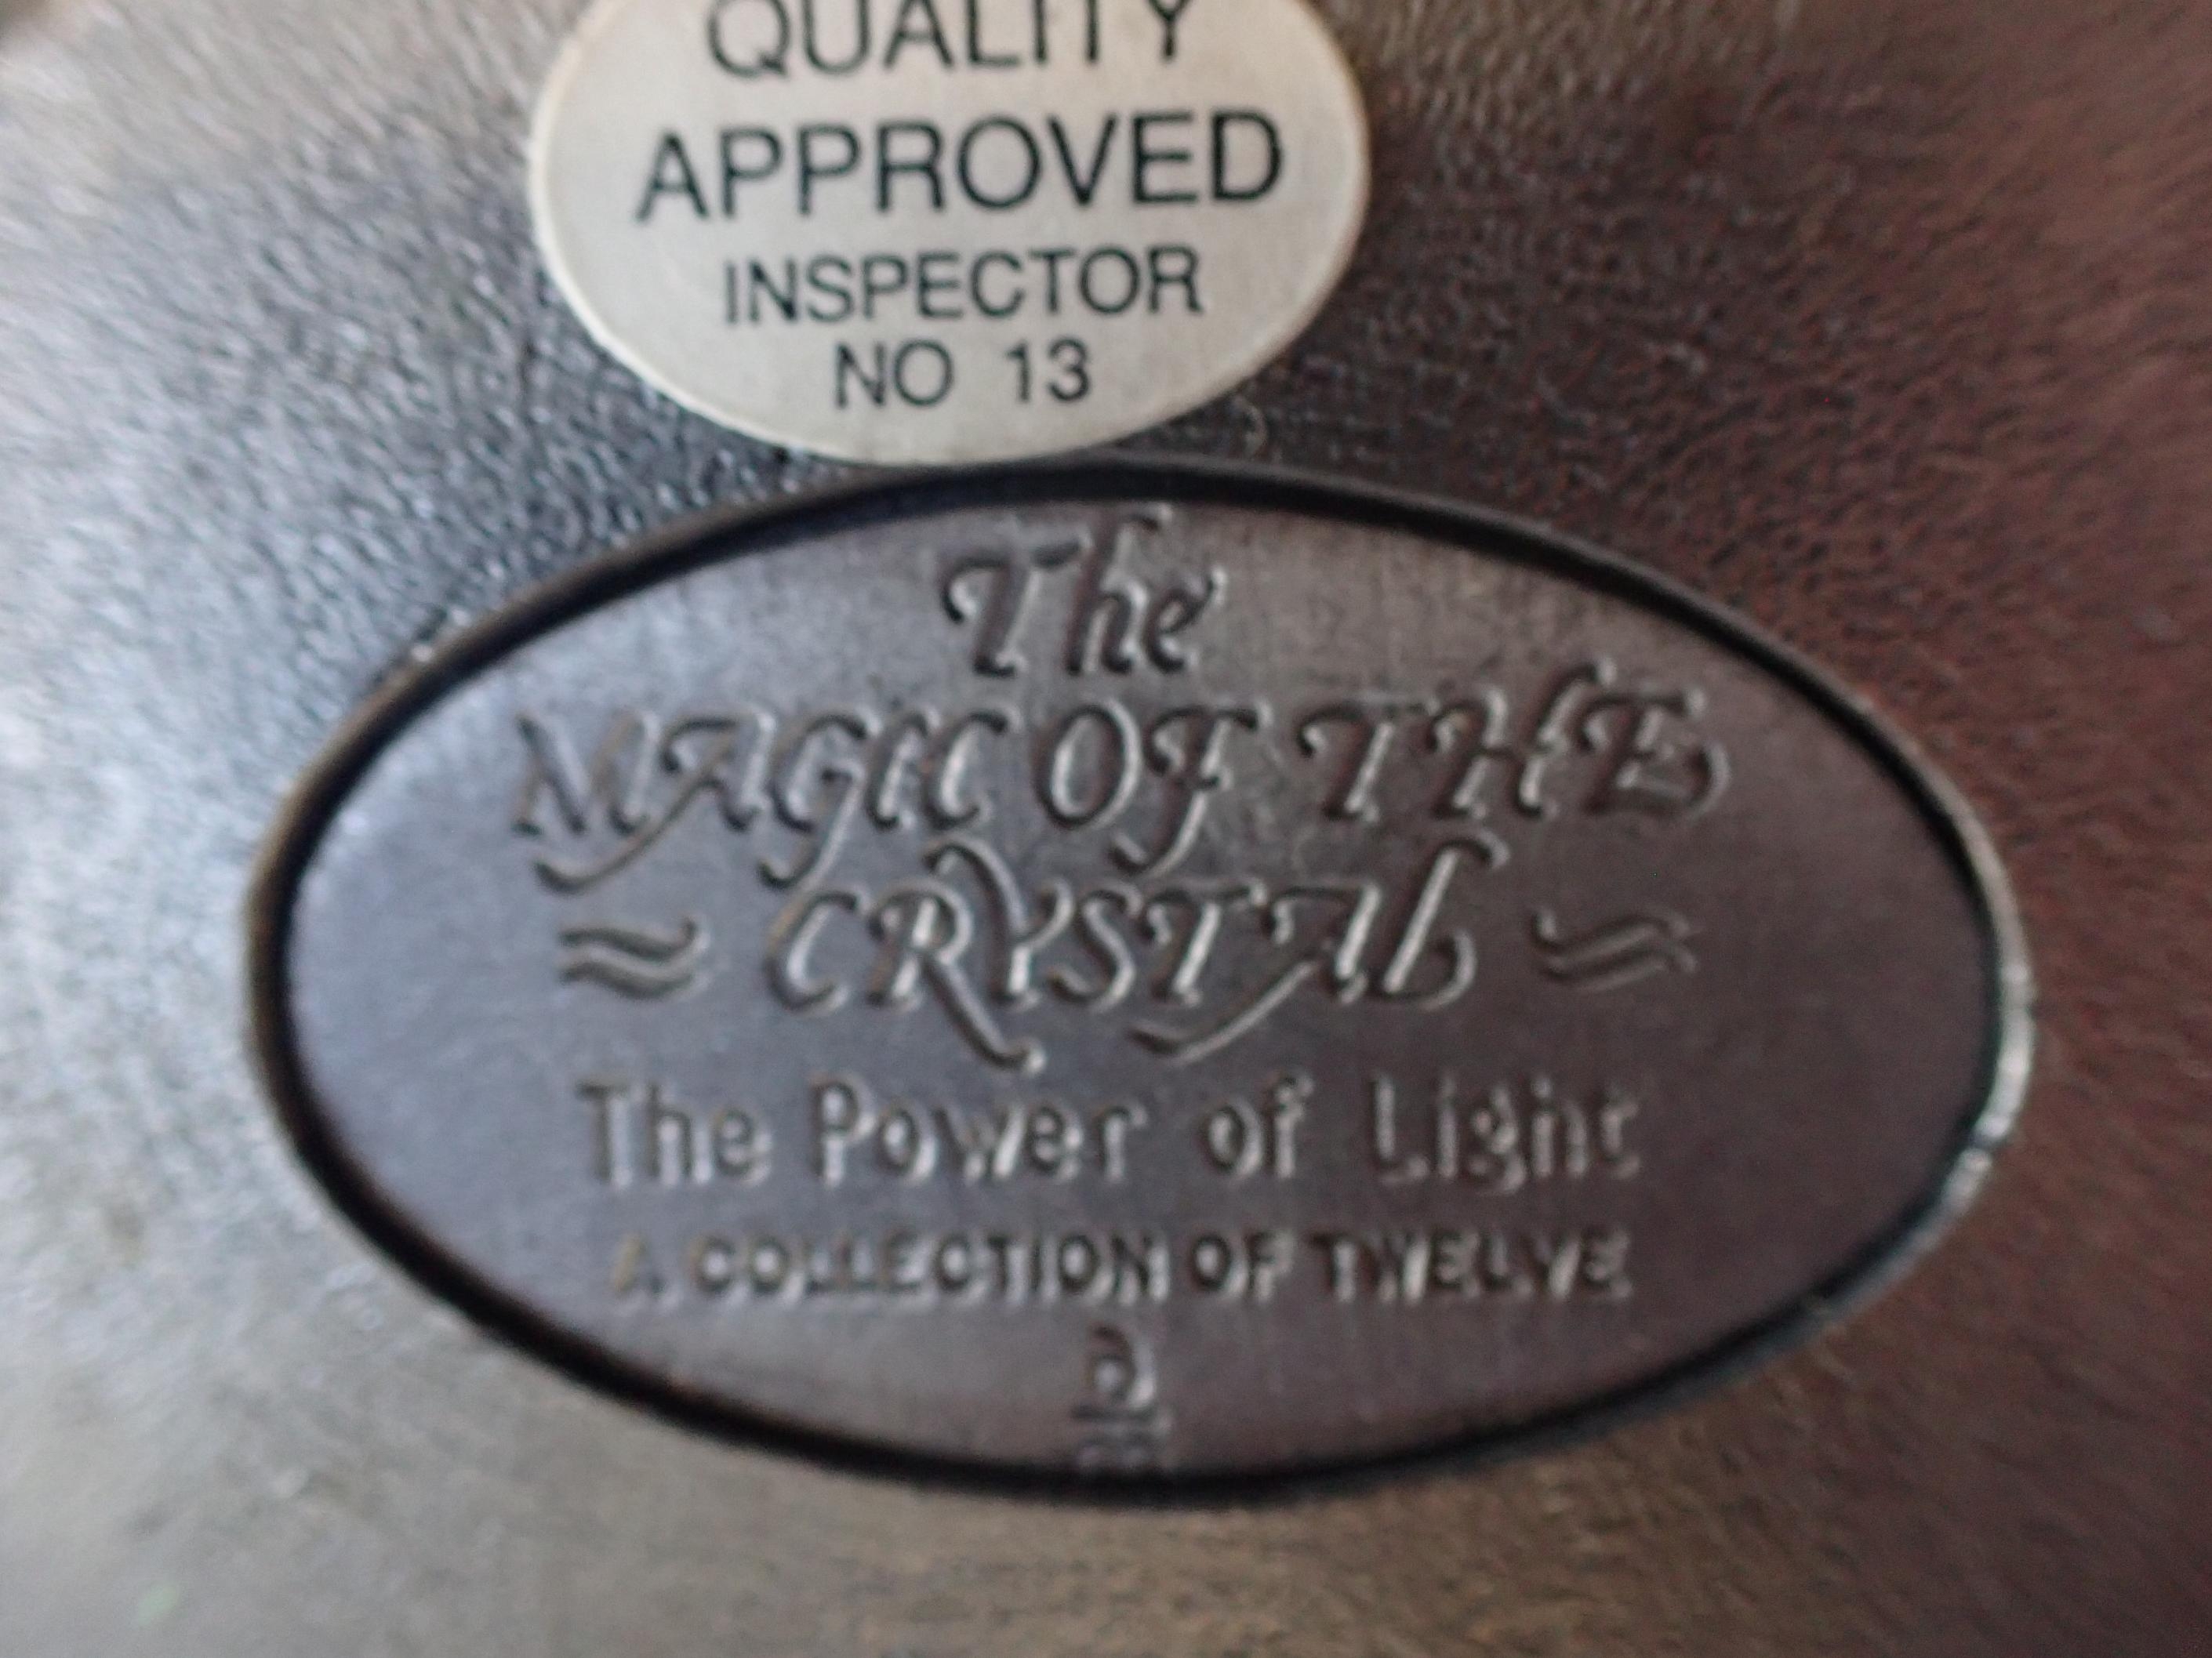 QUALITY
APPROVED
INSPECTOR
NO 13
The
MAGIC OF THE
CRYSTAL
The Power of Light
A COLLECTION OF TWELVE